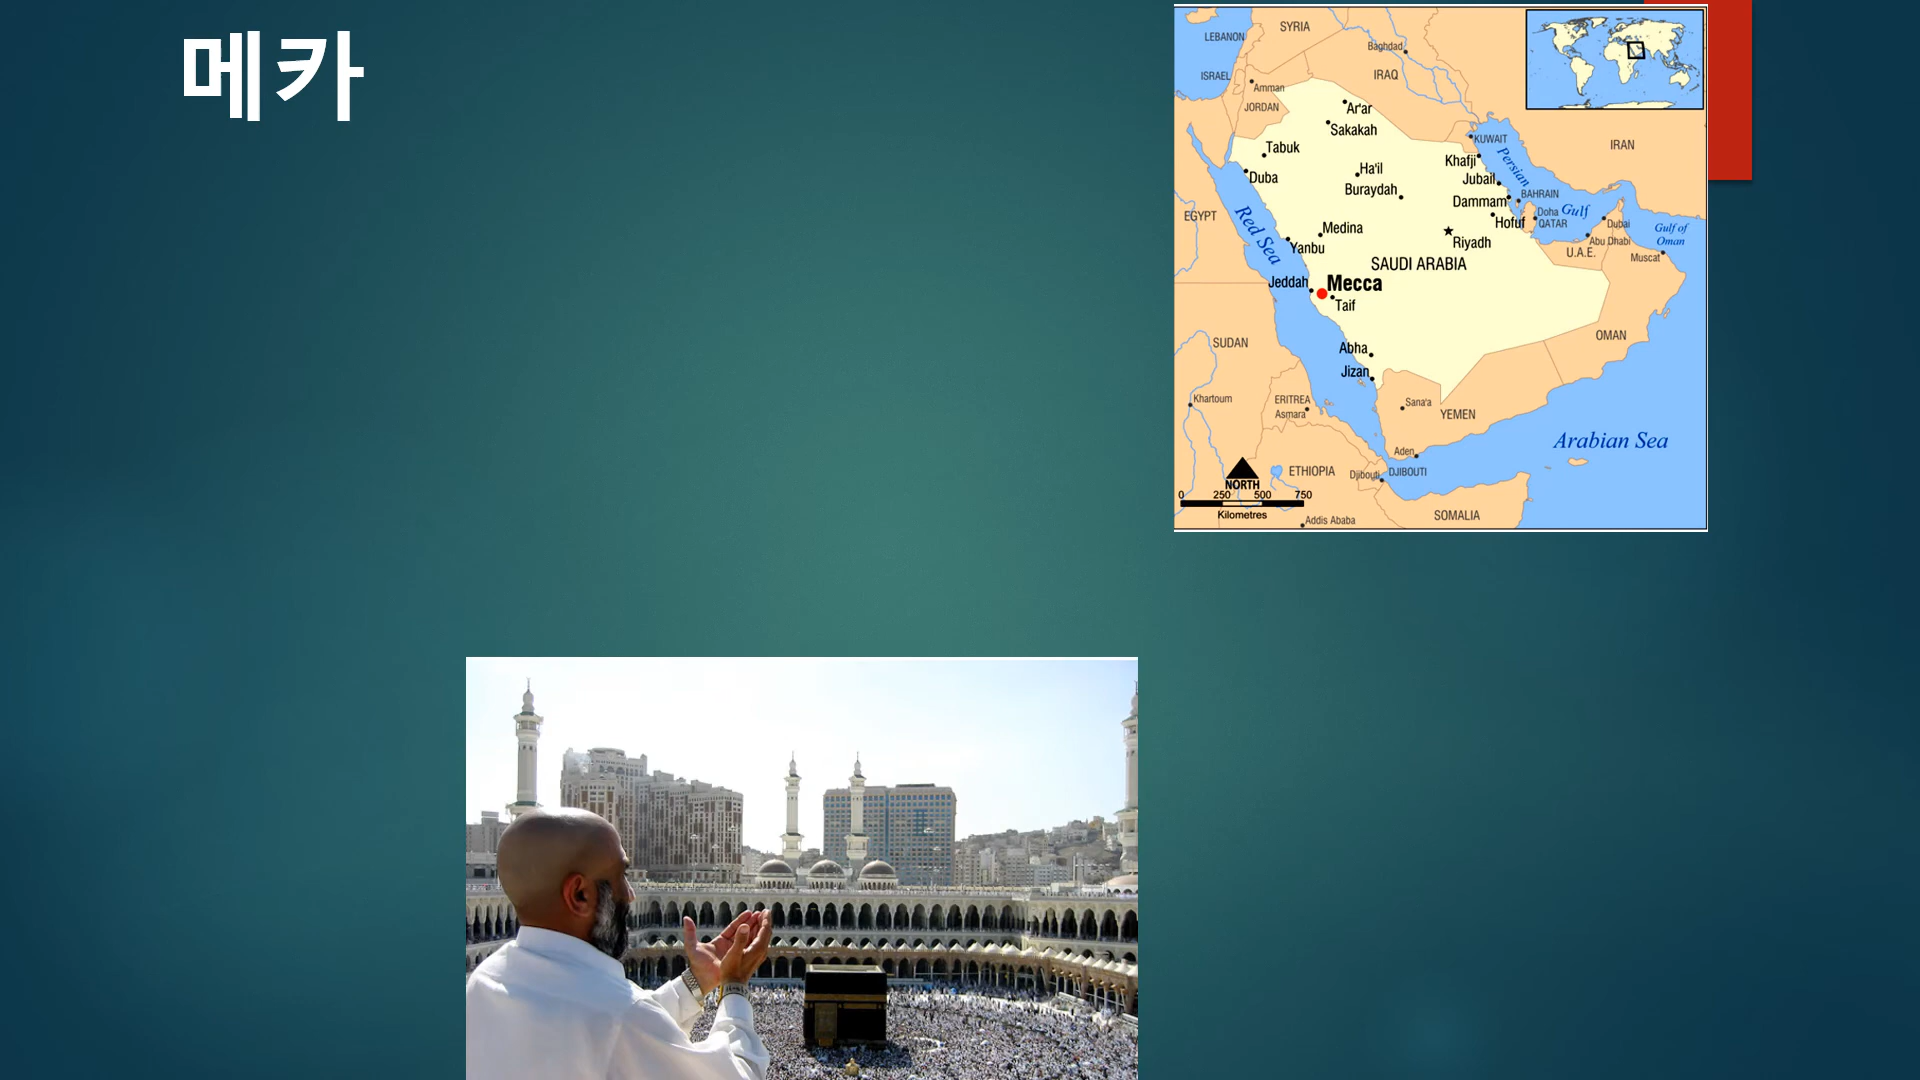 메카
SYRIA
LEBANON
Baghdad
IRAQ
ISRAEL
Amman
JORDAN
Ar'ar
Sakakah
KUWAIT
IRAN
Tabuk
Khafji
Persian
Ha'il
Duba
Jubail
Buraydah
BAHRAIN
Dammam
Doha
Gulf
EGYPT
Red Sea
Hofuf
QATAR
Dubai
Medina
Gulf of
Oman
Yanbu
Riyadh
Abu Dhabi
U.A.E.
Muscat
SAUDI ARABIA
Jeddah
Mecca
Taif
OMAN
SUDAN
Abha
Jizan
Khartoum
ERITREA
Asmara
Sana'a
YEMEN
Arabian Sea
Aden
ETHIOPIA
Djibouti
DJIBOUTI
NORTH
0 250 500 750
Kilometres
SOMALIA
Addis Ababa